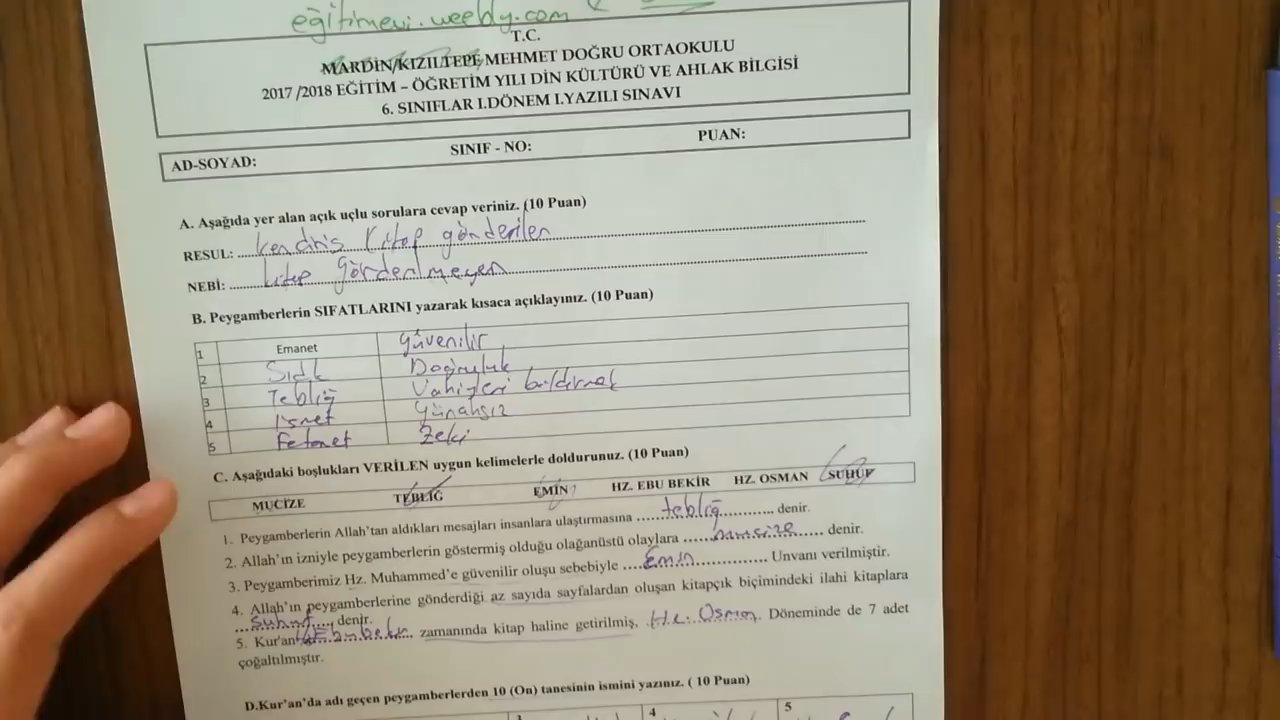 eğitimevi.weebly.com
T.C.
MARDİN/KIZILTEPE MEHMET DOĞRU ORTAOKULU
2017 /2018 EĞİTİM – ÖĞRETİM YILI DİN KÜLTÜRÜ VE AHLAK BİLGİSİ
6. SINIFLAR I.DÖNEM I.YAZILI SINAVI
AD-SOYAD: SINIF - NO: PUAN:
A. Aşağıda yer alan açık uçlu sorulara cevap veriniz. (10 Puan)
RESUL: kitap gönderilen
NEBİ: kitap
B. Peygamberlerin SIFATLARINI yazarak kısaca açıklayınız. (10 Puan)
1 Emanet güvenilir
2 Sıdk Doğruluk
3 Tebliğ bildirmek
4 İsmet günahsız
5 Fetanet Zeki
C. Aşağıdaki boşlukları VERİLEN uygun kelimelerle doldurunuz. (10 Puan)
MUCİZE TEBLİĞ EMİN HZ. EBU BEKİR HZ. OSMAN SUHUF
1. Peygamberlerin Allah'tan aldıkları mesajları insanlara ulaştırmasına ....tebliğ.... denir.
2. Allah'ın izniyle peygamberlerin göstermiş olduğu olağanüstü olaylara ........ denir.
3. Peygamberimiz Hz. Muhammed'e güvenilir oluşu sebebiyle ....Emin.... Unvanı verilmiştir.
4. Allah'ın peygamberlerine gönderdiği az sayıda sayfalardan oluşan kitapçık biçimindeki ilahi kitaplara
...suhuf.... denir.
5. Kur'an ........ zamanında kitap haline getirilmiş, .Hz. Osman. Döneminde de 7 adet
çoğaltılmıştır.
D.Kur'an'da adı geçen peygamberlerden 10 (On) tanesinin ismini yazınız. ( 10 Puan)
4 5